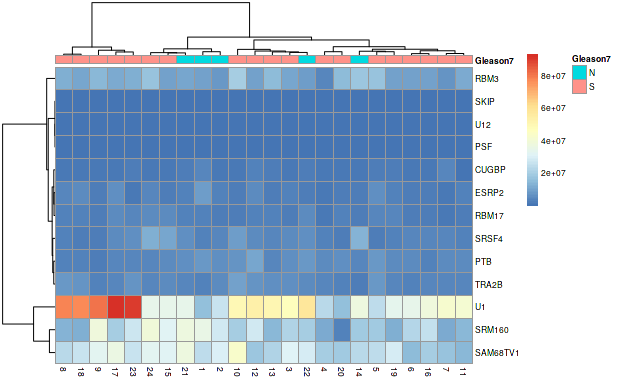 Gleason7
RBM3
SKIP
U12
PSF
CUGBP
ESRP2
RBM17
SRSF4
PTB
TRA2B
U1
SRM160
SAM68TV1
8 18 9 17 23 24 15 21 1 2 10 12 13 3 22 4 20 14 5 19 6 16 7 11
8e+07
6e+07
4e+07
2e+07
Gleason7
N
S